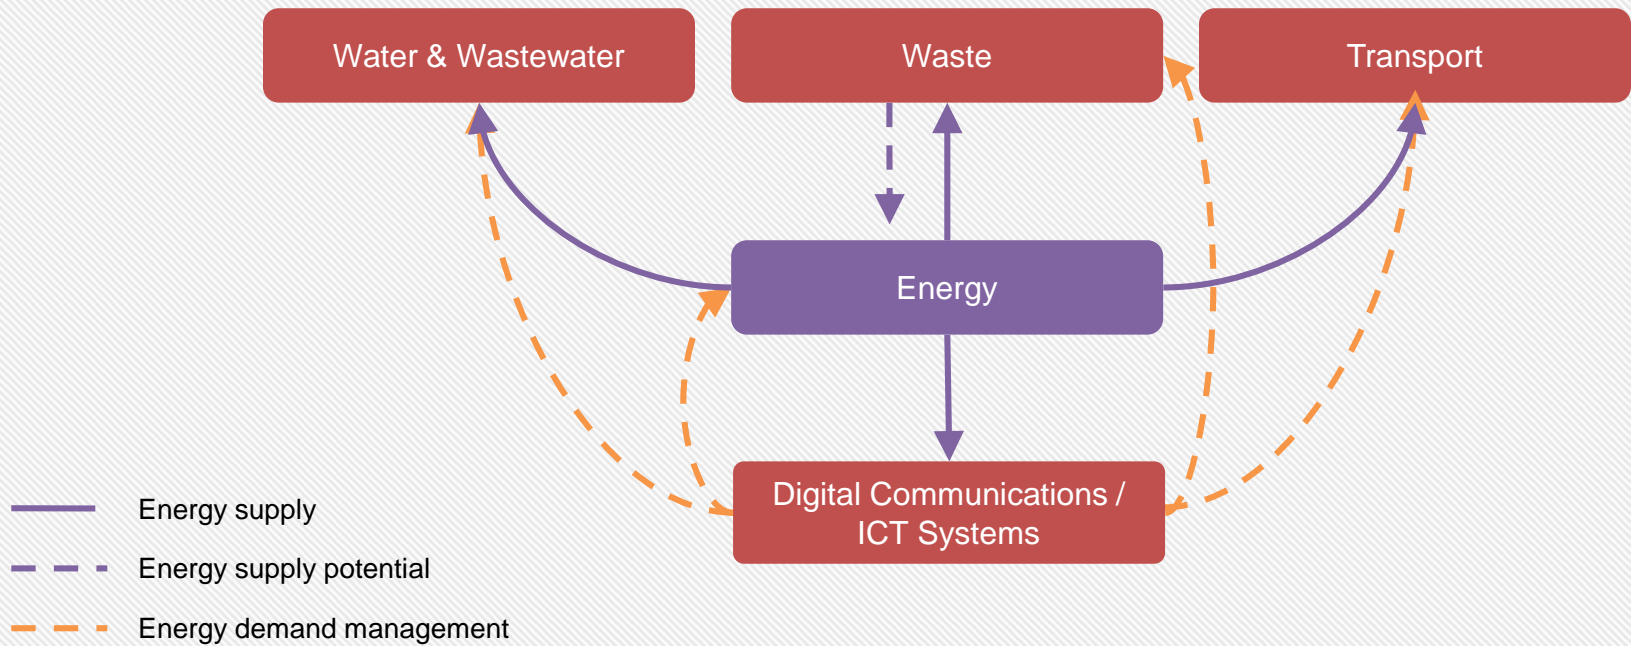 Water & Wastewater
Waste
Transport
Energy
Digital Communications /
ICT Systems
Energy supply
Energy supply potential
Energy demand management